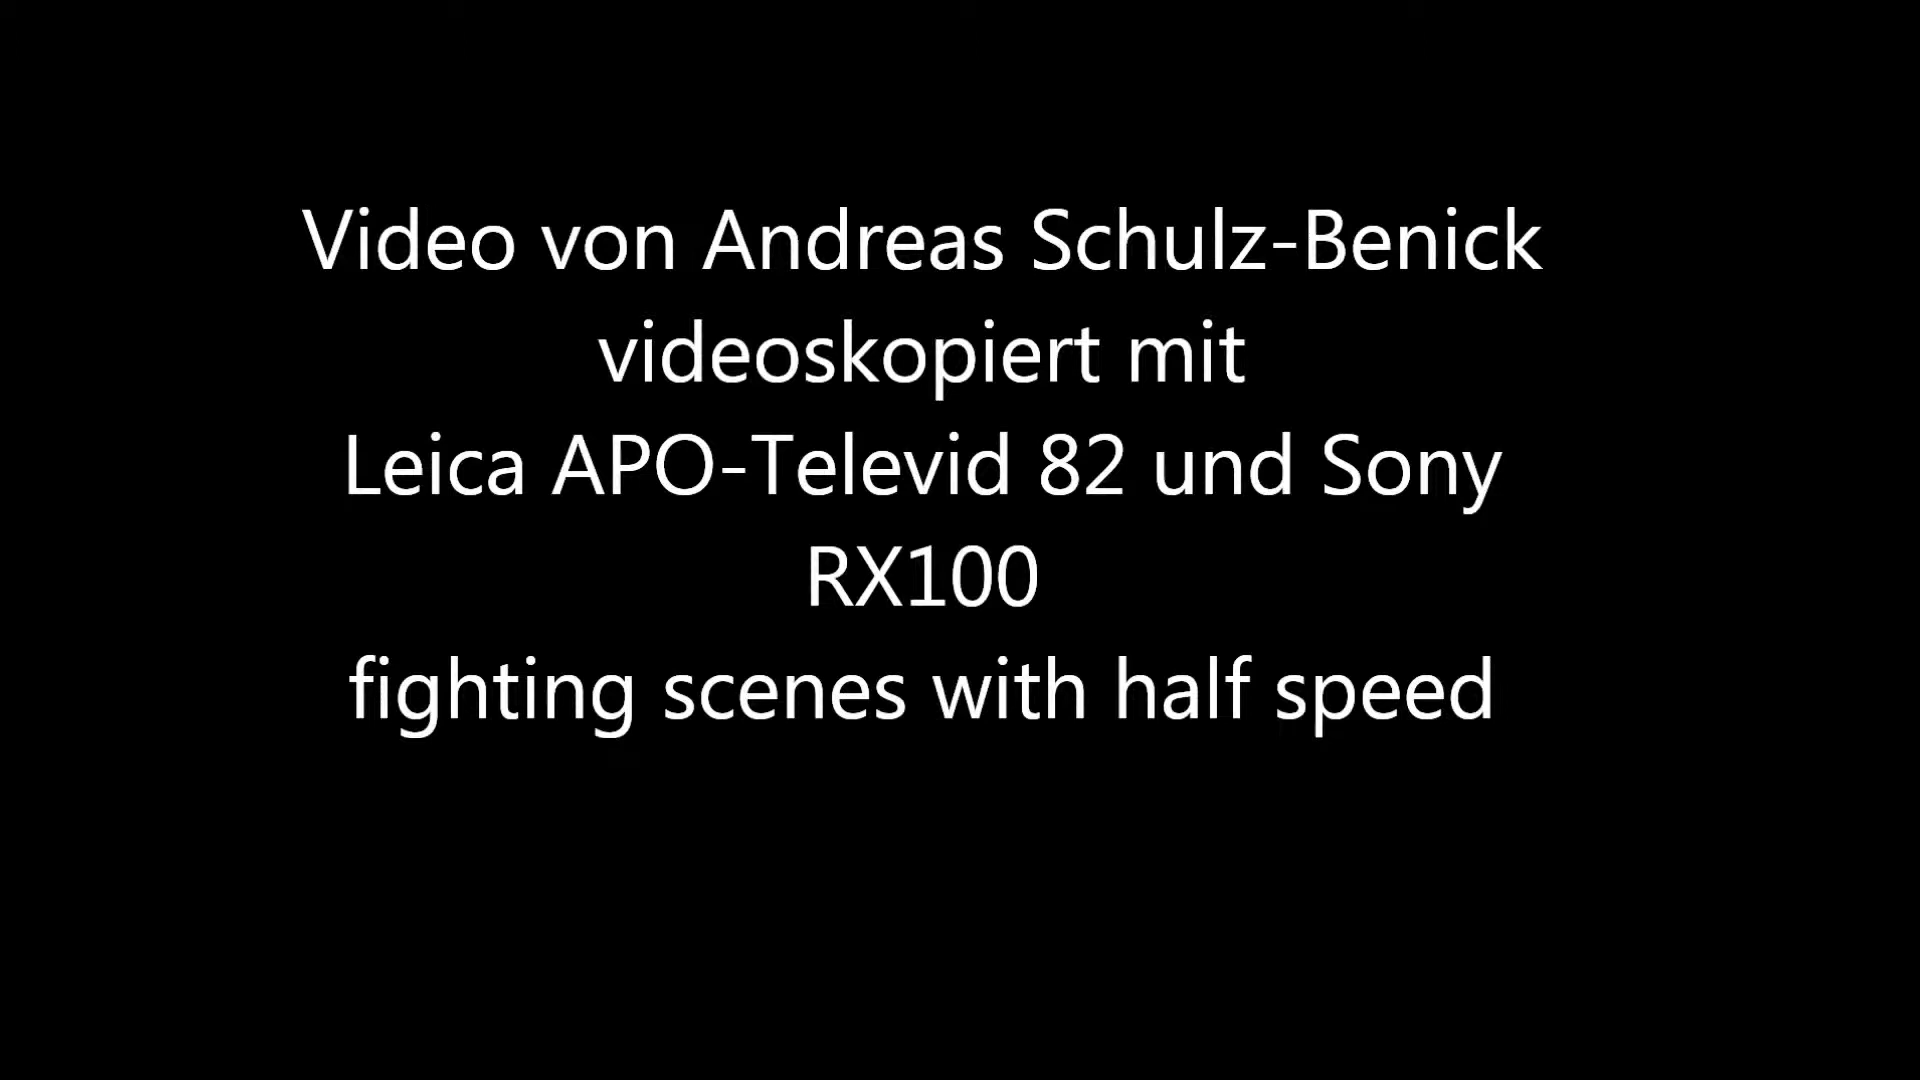 Video von Andreas Schulz-Benick
videoskopiert mit
Leica APO-Televid 82 und Sony
RX100
fighting scenes with half speed